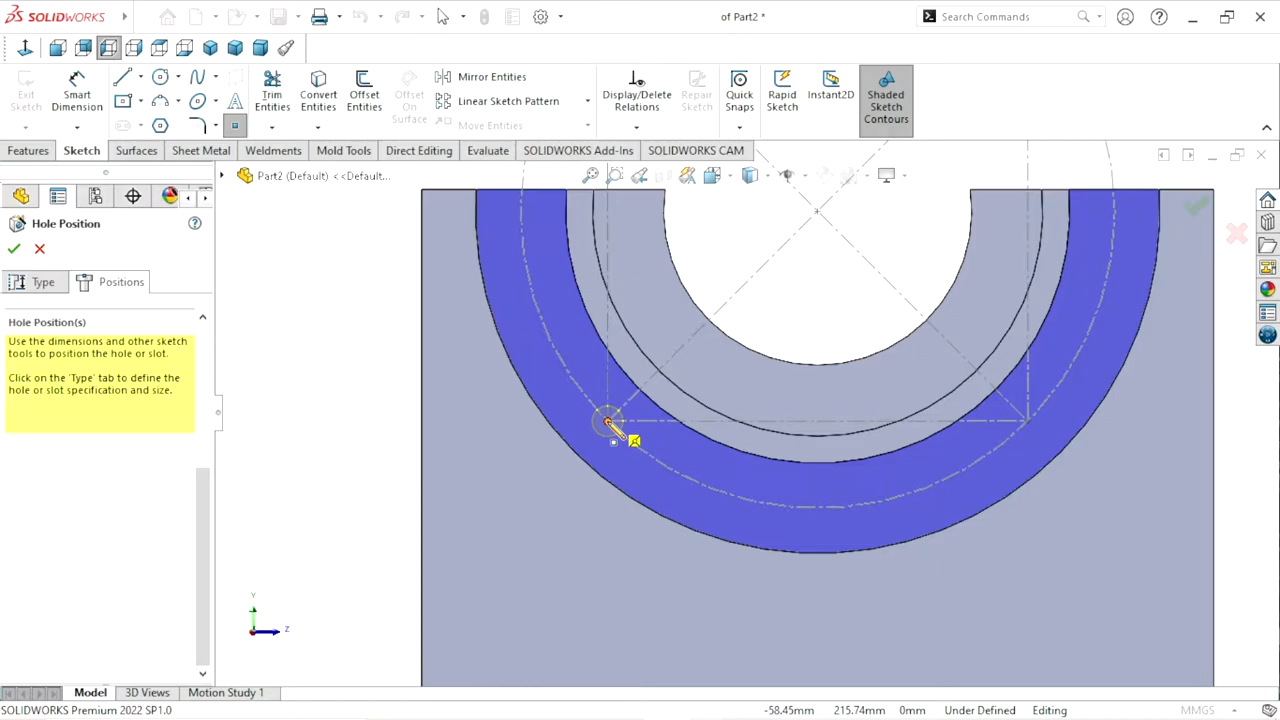 SOLIDWORKS
of Part2 *
Search Commands
Exit Sketch
Smart Dimension
Trim Entities
Convert Entities
Offset Entities
Offset On Surface
Mirror Entities
Linear Sketch Pattern
Move Entities
Display/Delete Relations
Repair Sketch
Quick Snaps
Rapid Sketch
Instant2D
Shaded Sketch Contours
Features
Sketch
Surfaces
Sheet Metal
Weldments
Mold Tools
Direct Editing
Evaluate
SOLIDWORKS Add-Ins
SOLIDWORKS CAM
Part2 (Default) <<Default...
Hole Position
Type
Positions
Hole Position(s)
Use the dimensions and other sketch
tools to position the hole or slot.
Click on the 'Type' tab to define the
hole or slot specification and size.
Y
Z
Model
3D Views
Motion Study 1
SOLIDWORKS Premium 2022 SP1.0
-58.45mm
215.74mm
0mm
Under Defined
Editing
MMGS